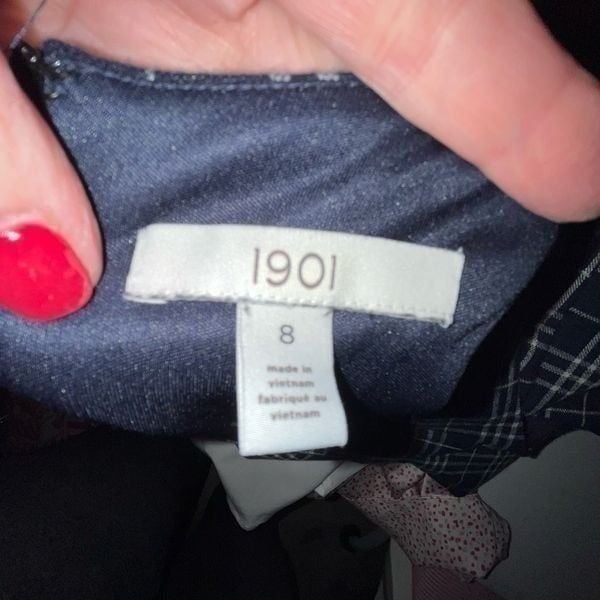 1901
8
made in
vietnam
fabriqué au
vietnam